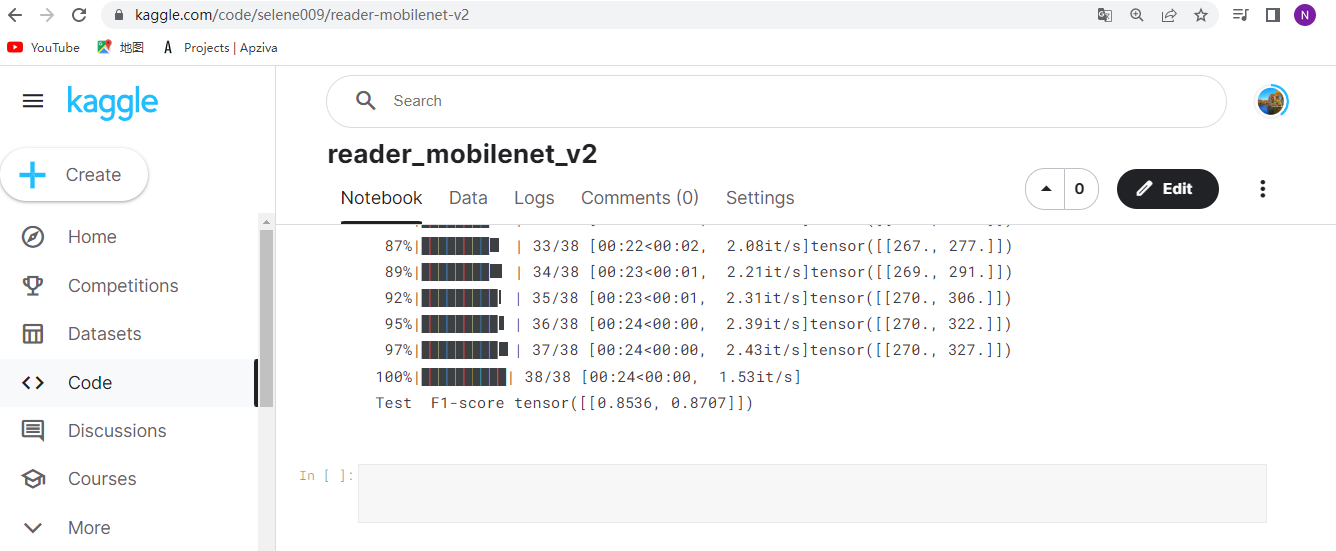 kaggle.com/code/selene009/reader-mobilenet-v2
N
YouTube 地图 Projects | Apziva
kaggle
Search
reader_mobilenet_v2
Create
Notebook Data Logs Comments (0) Settings
0
Edit
Home
Competitions
Datasets
Code
Discussions
Courses
More
87%| | 33/38 [00:22<00:02, 2.08it/s]tensor([[267., 277.]])
89%| | 34/38 [00:23<00:01, 2.21it/s]tensor([[269., 291.]])
92%| | 35/38 [00:23<00:01, 2.31it/s]tensor([[270., 306.]])
95%| | 36/38 [00:24<00:00, 2.39it/s]tensor([[270., 322.]])
97%| | 37/38 [00:24<00:00, 2.43it/s]tensor([[270., 327.]])
100%| | 38/38 [00:24<00:00, 1.53it/s]
Test F1-score tensor([[0.8536, 0.8707]])
In [ ]: